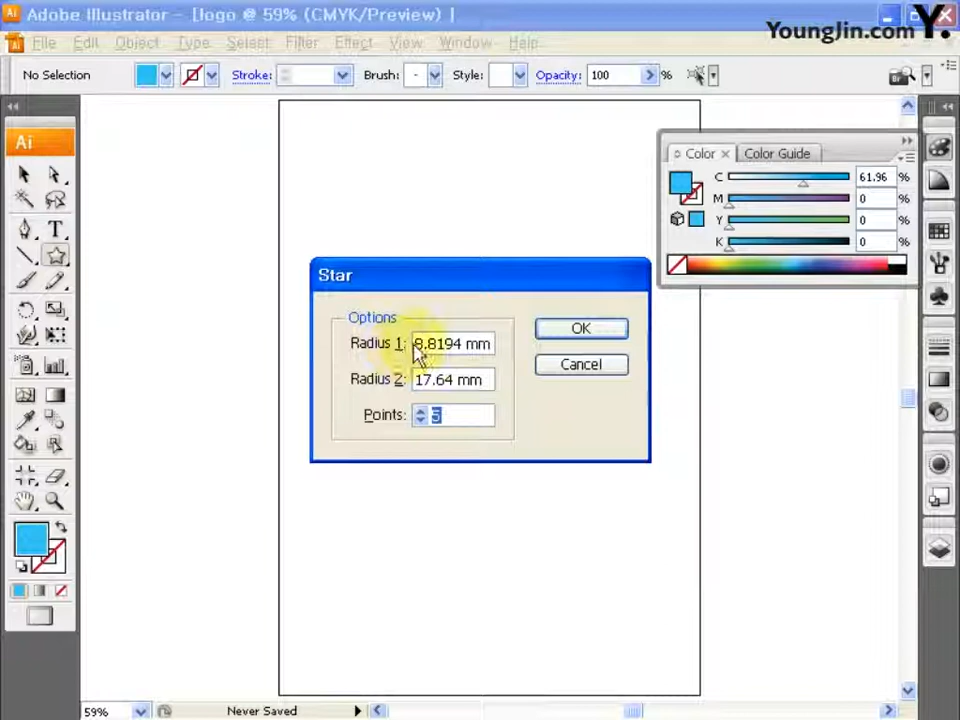 Adobe Illustrator - [logo @ 59% (CMYK/Preview) ]
YoungJin.com Y.
File Edit Object Type Select Filter Effect View Window Help
No Selection Stroke: Brush: Style: Opacity: 100 %
Ai
Color × Color Guide
C 61.96 %
M 0 %
Y 0 %
K 0 %
Star
Options
Radius 1: 8.8194 mm
Radius 2: 17.64 mm
Points: 5
OK
Cancel
59% Never Saved